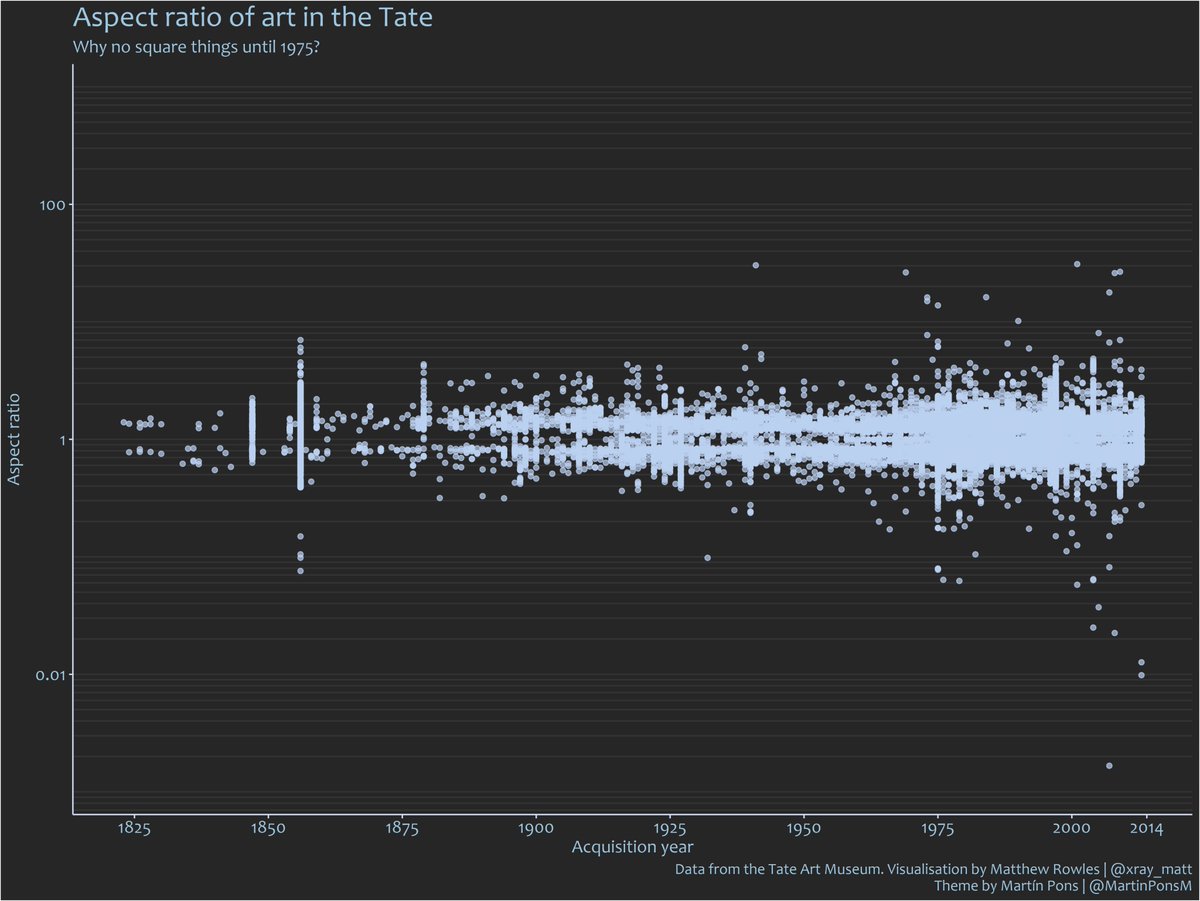 Aspect ratio of art in the Tate
Why no square things until 1975?
Aspect ratio
100
1
0.01
1825 1850 1875 1900 1925 1950 1975 2000 2014
Acquisition year
Data from the Tate Art Museum. Visualisation by Matthew Rowles | @xray_matt
Theme by Martín Pons | @MartinPonsM